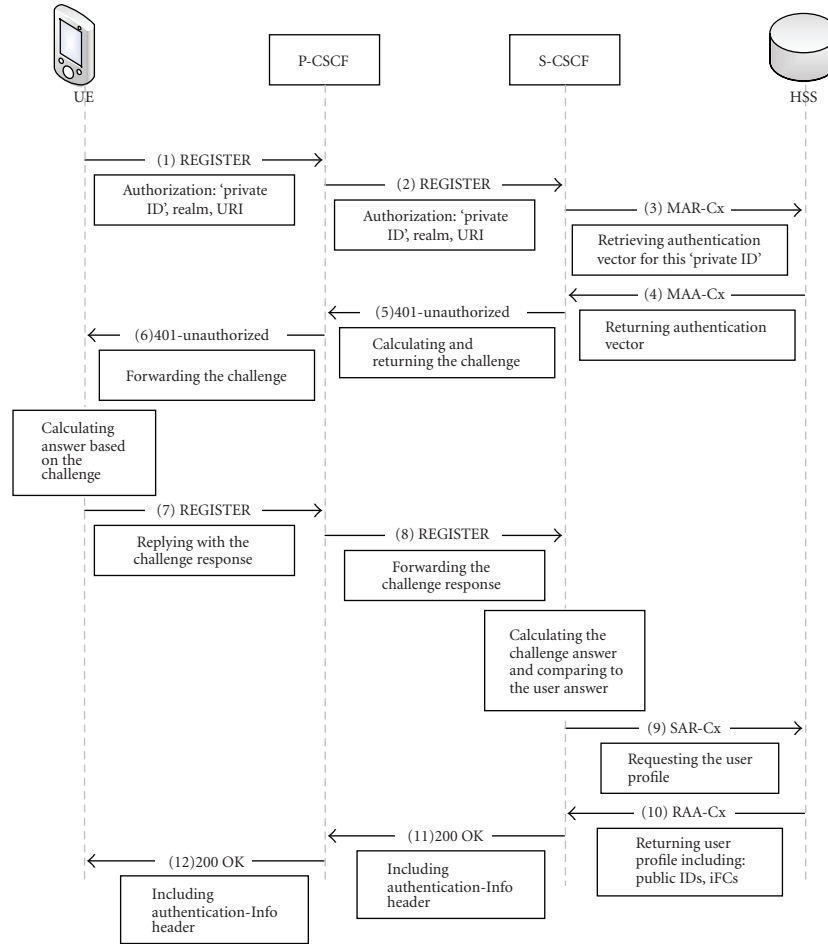 UE
P-CSCF
S-CSCF
HSS
(1) REGISTER
Authorization: ‘private
ID’, realm, URI
(2) REGISTER
Authorization: ‘private
ID’, realm, URI
(3) MAR-Cx
Retrieving authentication
vector for this ‘private ID’
(4) MAA-Cx
Returning authentication
vector
(5)401-unauthorized
Calculating and
returning the challenge
(6)401-unauthorized
Forwarding the challenge
Calculating
answer based
on the
challenge
(7) REGISTER
Replying with the
challenge response
(8) REGISTER
Forwarding the
challenge response
Calculating the
challenge answer
and comparing to
the user answer
(9) SAR-Cx
Requesting the user
profile
(10) RAA-Cx
Returning user
profile including:
public IDs, iFCs
(11)200 OK
Including
authentication-Info
header
(12)200 OK
Including
authentication-Info
header